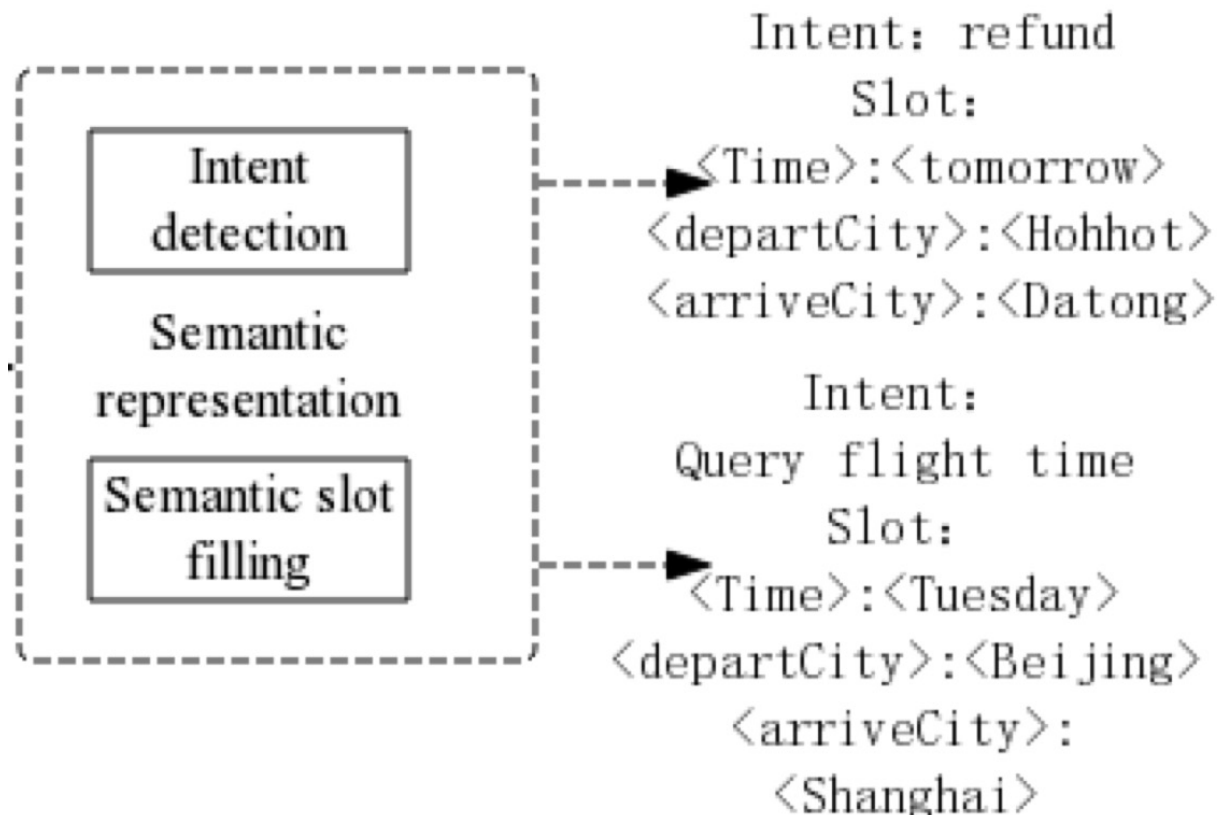 Intent
detection
Semantic
representation
Semantic slot
filling
Intent: refund
Slot:
<Time>:<tomorrow>
<departCity>:<Hohhot>
<arriveCity>:<Datong>
Intent:
Query flight time
Slot:
<Time>:<Tuesday>
<departCity>:<Beijing>
<arriveCity>:
<Shanghai>